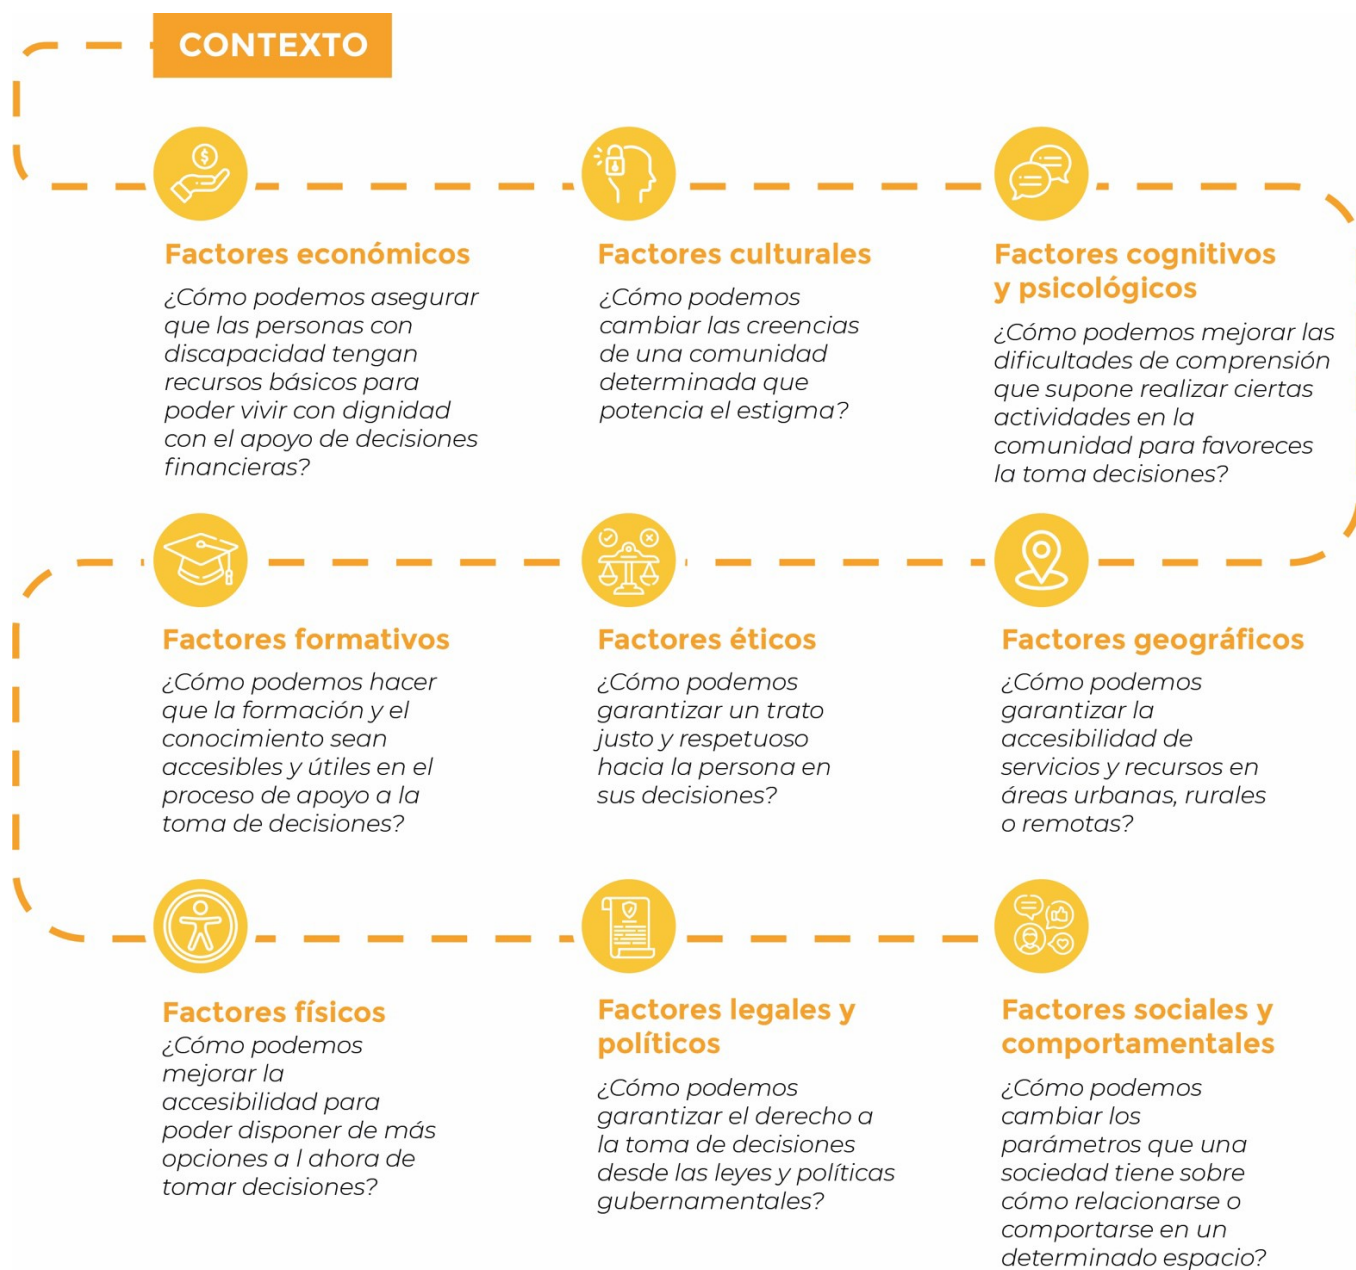 CONTEXTO
Factores económicos
¿Cómo podemos asegurar
que las personas con
discapacidad tengan
recursos básicos para
poder vivir con dignidad
con el apoyo de decisiones
financieras?
Factores culturales
¿Cómo podemos
cambiar las creencias
de una comunidad
determinada que
potencia el estigma?
Factores cognitivos
y psicológicos
¿Cómo podemos mejorar las
dificultades de comprensión
que supone realizar ciertas
actividades en la
comunidad para favoreces
la toma decisiones?
Factores formativos
¿Cómo podemos hacer
que la formación y el
conocimiento sean
accesibles y útiles en el
proceso de apoyo a la
toma de decisiones?
Factores éticos
¿Cómo podemos
garantizar un trato
justo y respetuoso
hacia la persona en
sus decisiones?
Factores geográficos
¿Cómo podemos
garantizar la
accesibilidad de
servicios y recursos en
áreas urbanas, rurales
o remotas?
Factores físicos
¿Cómo podemos
mejorar la
accesibilidad para
poder disponer de más
opciones a l ahora de
tomar decisiones?
Factores legales y
políticos
¿Cómo podemos
garantizar el derecho a
la toma de decisiones
desde las leyes y políticas
gubernamentales?
Factores sociales y
comportamentales
¿Cómo podemos
cambiar los
parámetros que una
sociedad tiene sobre
cómo relacionarse o
comportarse en un
determinado espacio?